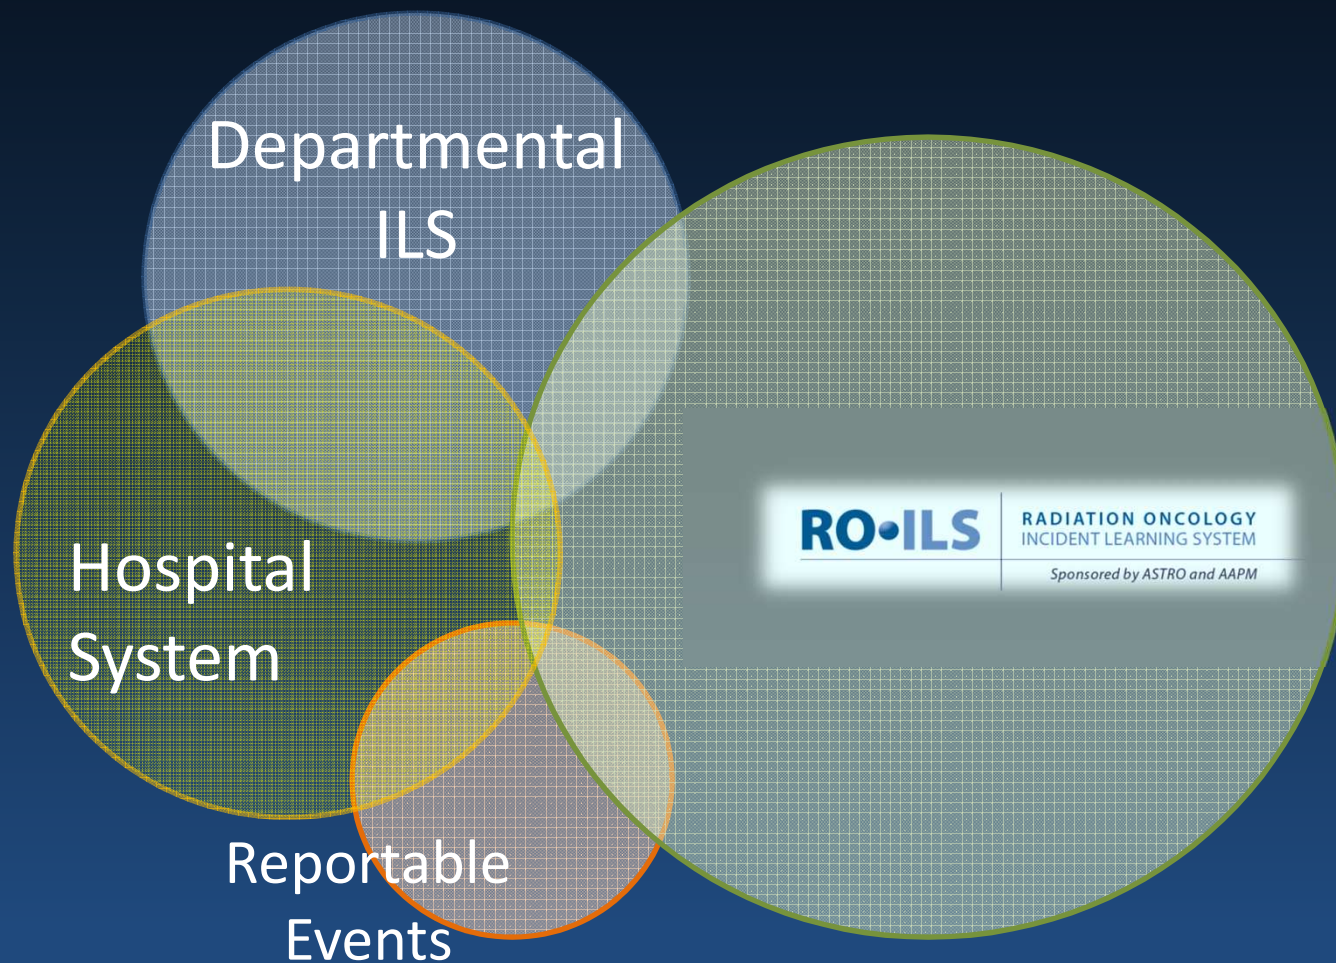 Departmental
ILS
Hospital
System
Reportable
Events
RO•ILS
RADIATION ONCOLOGY
INCIDENT LEARNING SYSTEM
Sponsored by ASTRO and AAPM